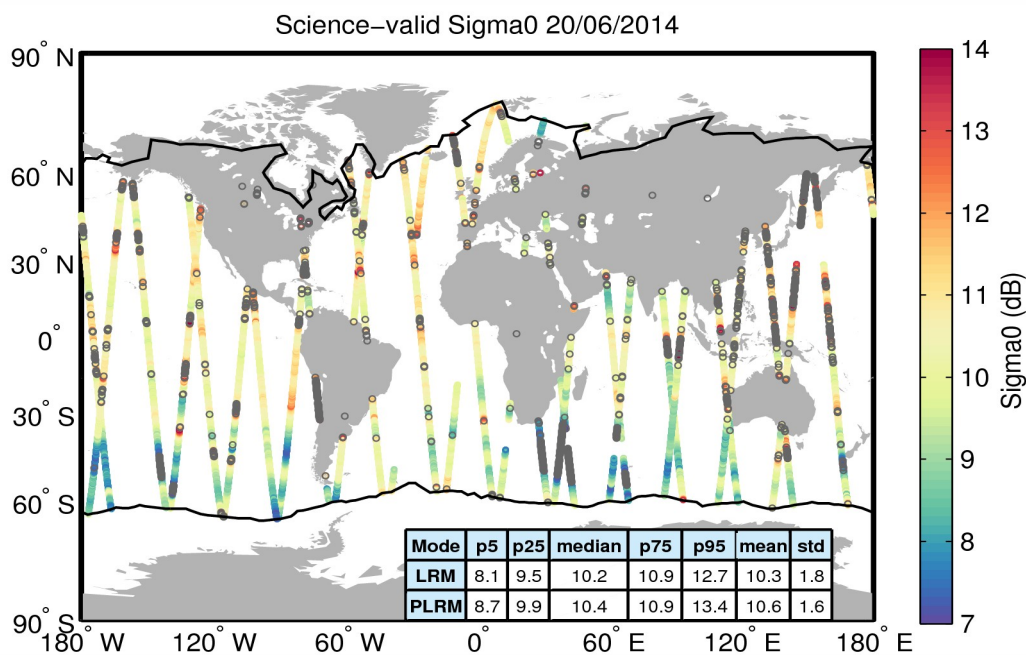 Science−valid Sigma0 20/06/2014
90° N
60° N
30° N
0°
30° S
60° S
90° S
180° W
120° W
60° W
0°
60° E
120° E
180° E
14
13
12
11
10
9
8
7
Sigma0 (dB)
Mode p5 p25 median p75 p95 mean std
LRM 8.1 9.5 10.2 10.9 12.7 10.3 1.8
PLRM 8.7 9.9 10.4 10.9 13.4 10.6 1.6